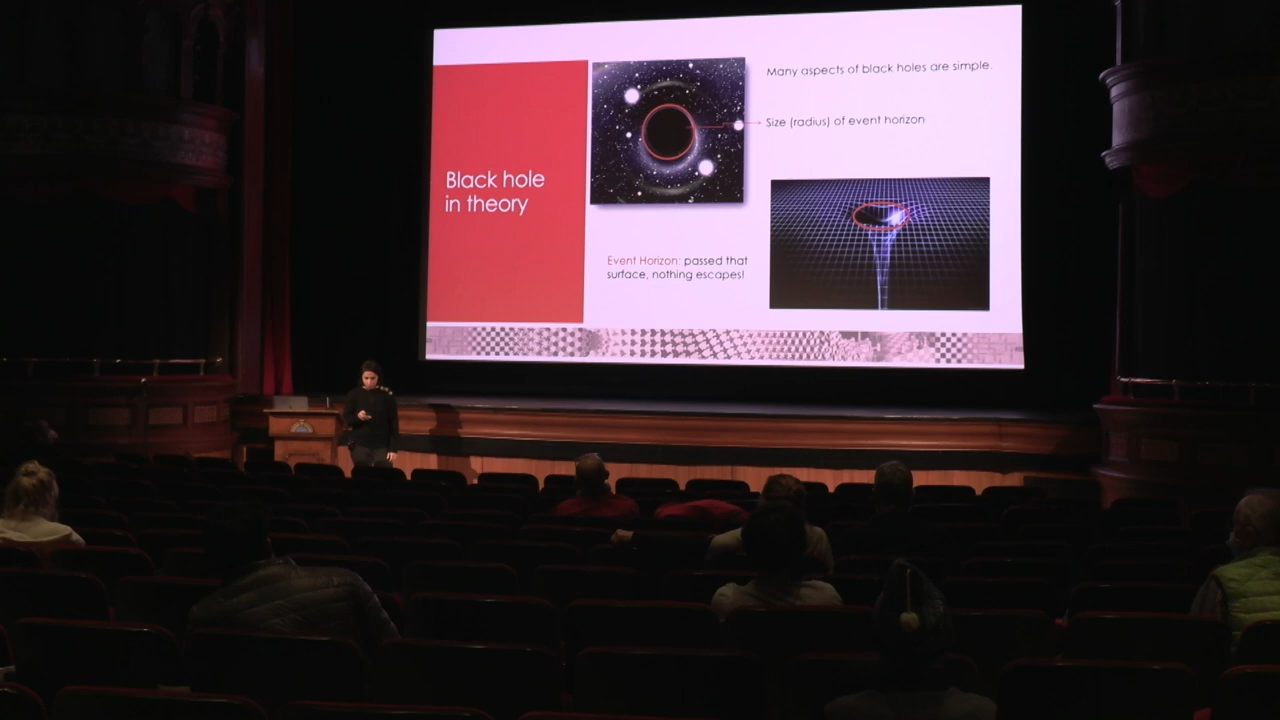 Black hole
in theory
Many aspects of black holes are simple.
Size (radius) of event horizon
Event Horizon: passed that
surface, nothing escapes!